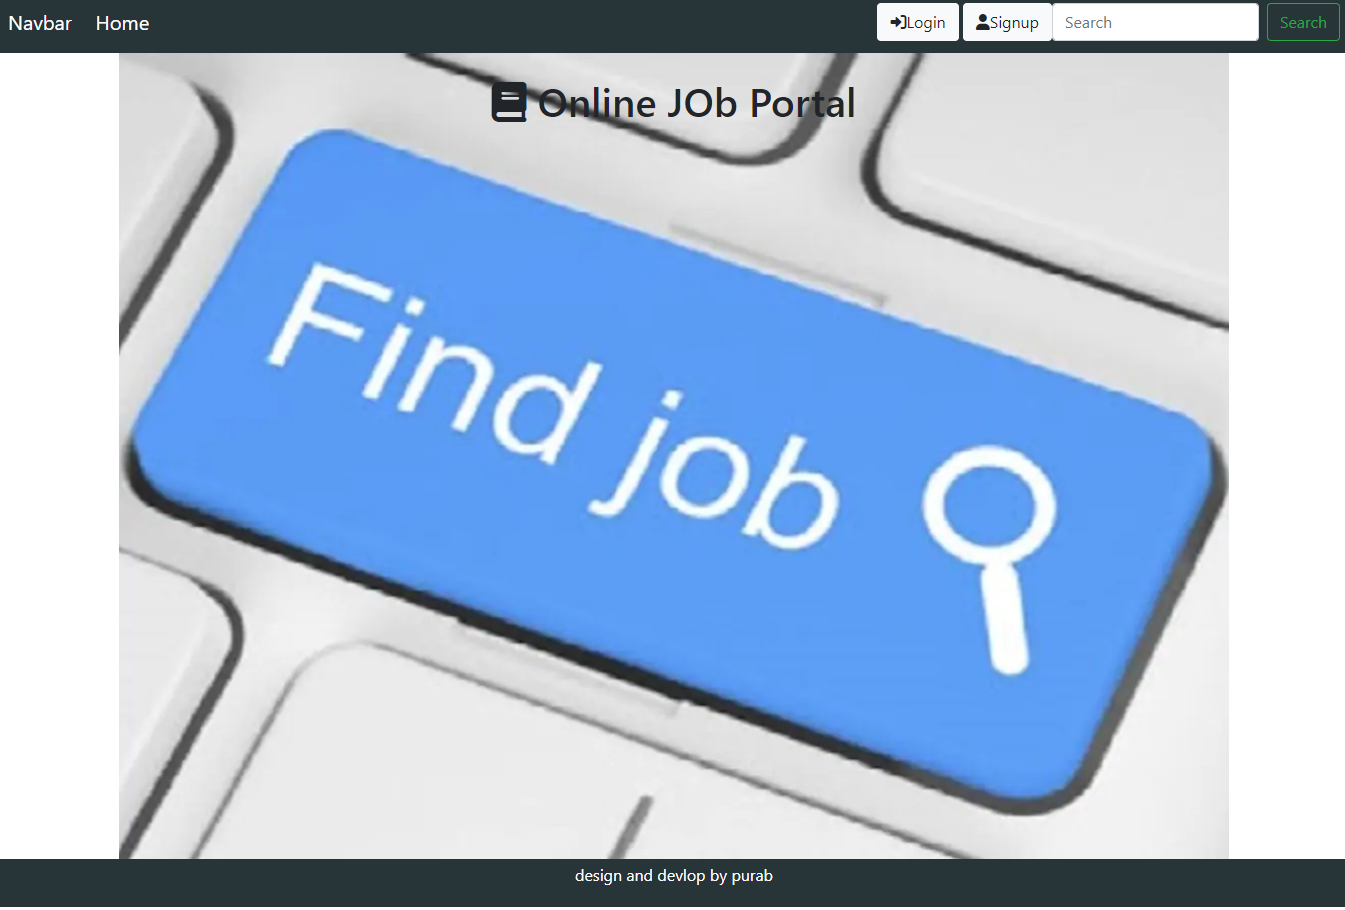 Navbar Home Login Signup Search Search
Online JOb Portal
Find job
design and devlop by purab